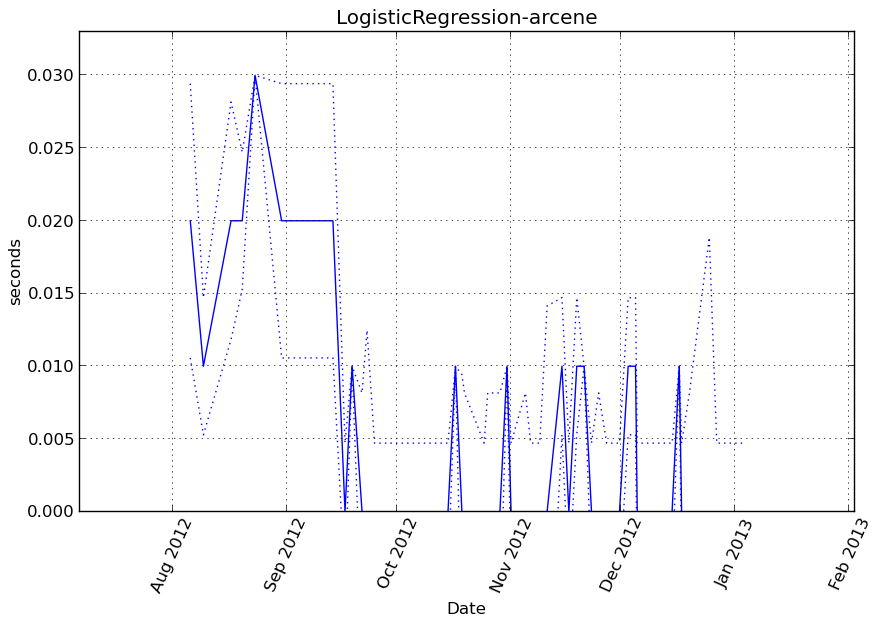 LogisticRegression-arcene
0.030
0.025
0.020
0.015
0.010
0.005
0.000
seconds
Aug 2012
Sep 2012
Oct 2012
Nov 2012
Dec 2012
Jan 2013
Feb 2013
Date